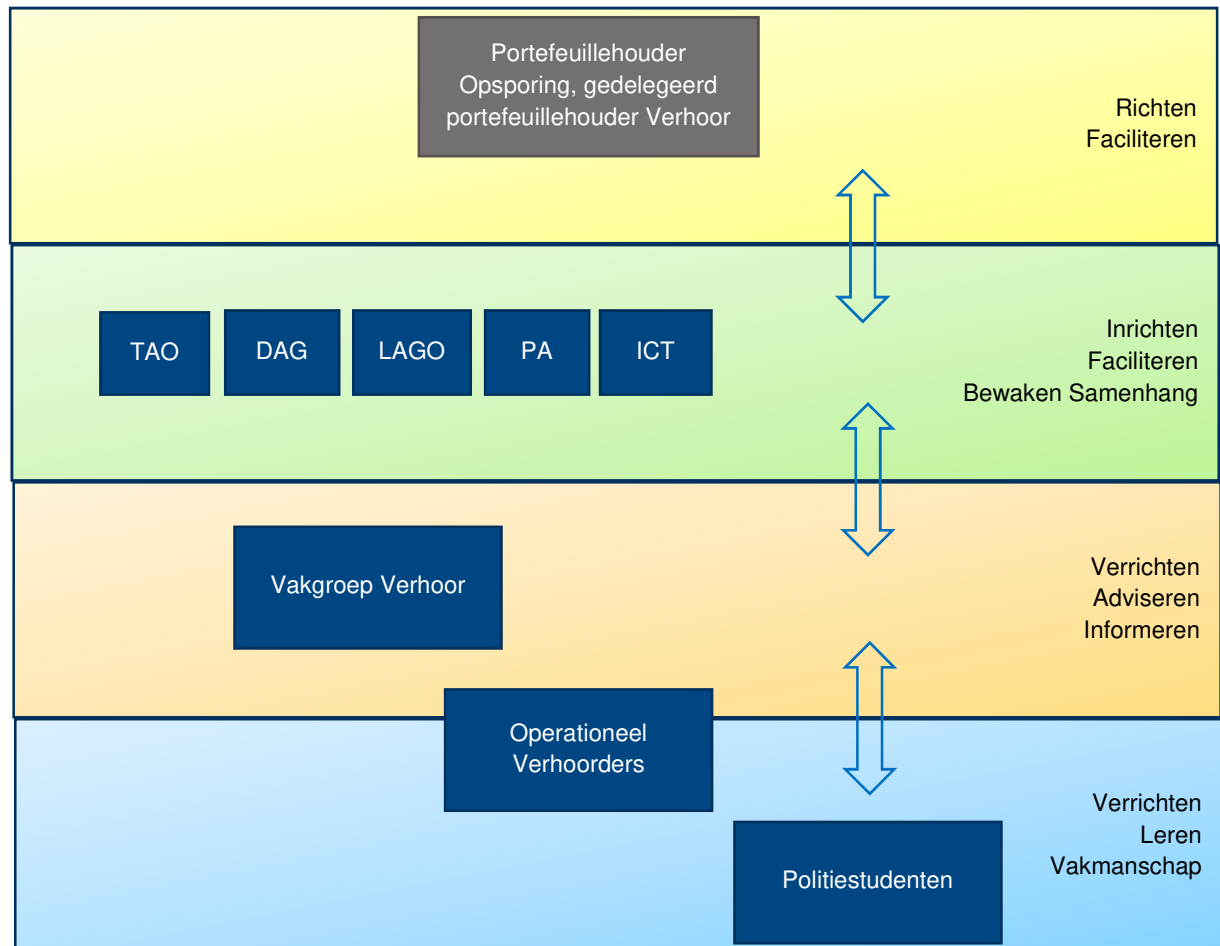 Portefeuillehouder
Opsporing, gedelegeerd
portefeuillehouder Verhoor
Richten
Faciliteren
TAO
DAG
LAGO
PA
ICT
Inrichten
Faciliteren
Bewaken Samenhang
Vakgroep Verhoor
Verrichten
Adviseren
Informeren
Operationeel
Verhoorders
Verrichten
Leren
Vakmanschap
Politiestudenten